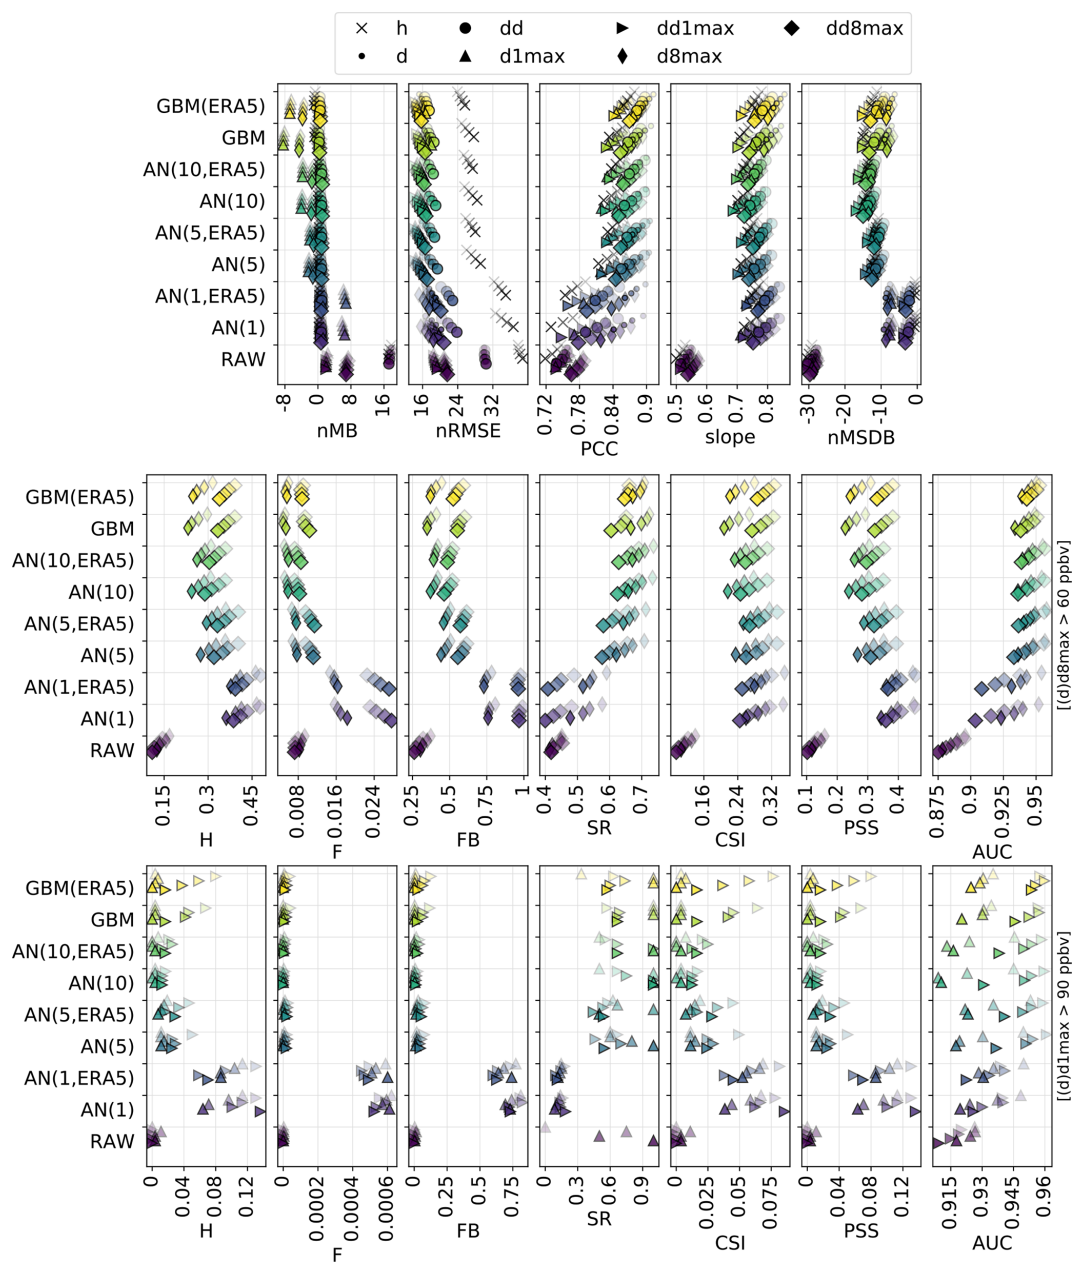 h dd dd1max dd8max
d d1max d8max
GBM(ERA5)
GBM
AN(10,ERA5)
AN(10)
AN(5,ERA5)
AN(5)
AN(1,ERA5)
AN(1)
RAW
-8 0 8 16
nMB
16 24 32
nRMSE
0.72 0.78 0.84 0.9
PCC
0.5 0.6 0.7 0.8
slope
-30 -20 -10 0
nMSDB
GBM(ERA5)
GBM
AN(10,ERA5)
AN(10)
AN(5,ERA5)
AN(5)
AN(1,ERA5)
AN(1)
RAW
0.15 0.3 0.45
H
0.008 0.016 0.024
F
0.25 0.5 0.75 1
FB
0.4 0.5 0.6 0.7
SR
0.16 0.24 0.32
CSI
0.1 0.2 0.3 0.4
PSS
0.875 0.9 0.925 0.95
AUC
[(d)d8max > 60 ppbv]
GBM(ERA5)
GBM
AN(10,ERA5)
AN(10)
AN(5,ERA5)
AN(5)
AN(1,ERA5)
AN(1)
RAW
0 0.04 0.08 0.12
H
0 0.0002 0.0004 0.0006
F
0 0.25 0.5 0.75
FB
0 0.3 0.6 0.9
SR
0 0.025 0.05 0.075
CSI
0 0.04 0.08 0.12
PSS
0.915 0.93 0.945 0.96
AUC
[(d)d1max > 90 ppbv]